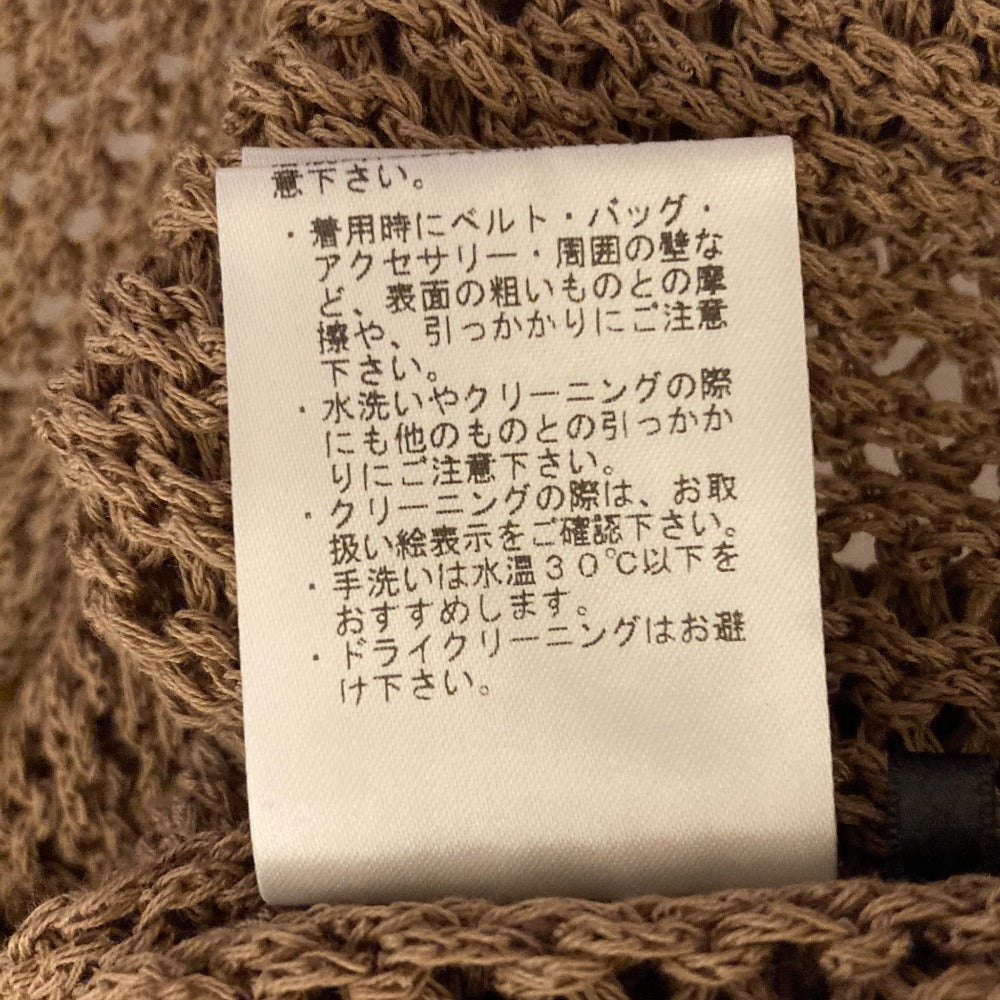 意下さい。
・着用時にベルト・バッグ・
アクセサリー・周囲の壁な
ど、表面の粗いものとの摩
擦や、引っかかりにご注意
下さい。
・水洗いやクリーニングの際
にも他のものとの引っかか
りにご注意下さい。
・クリーニングの際は、お取
扱い絵表示をご確認下さい。
・手洗いは水温30℃以下を
おすすめします。
・ドライクリーニングはお避
け下さい。